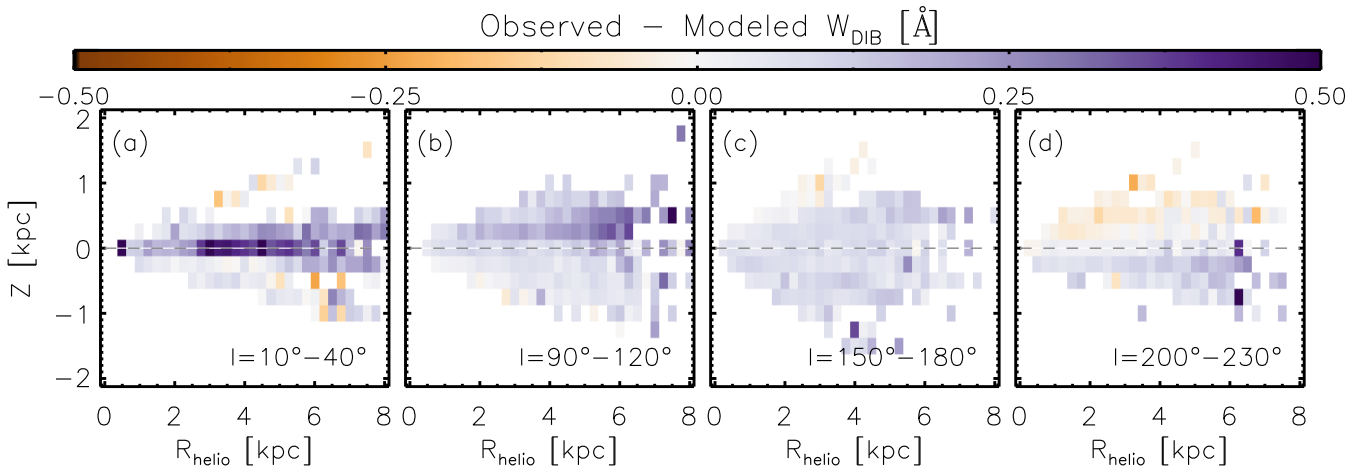 Observed − Modeled W_DIB [Å]
−0.50 −0.25 0.00 0.25 0.50
(a) (b) (c) (d)
2
1
0
−1
−2
Z [kpc]
l=10°−40° l=90°−120° l=150°−180° l=200°−230°
0 2 4 6 8 0 2 4 6 8 0 2 4 6 8 0 2 4 6 8
R_helio [kpc] R_helio [kpc] R_helio [kpc] R_helio [kpc]